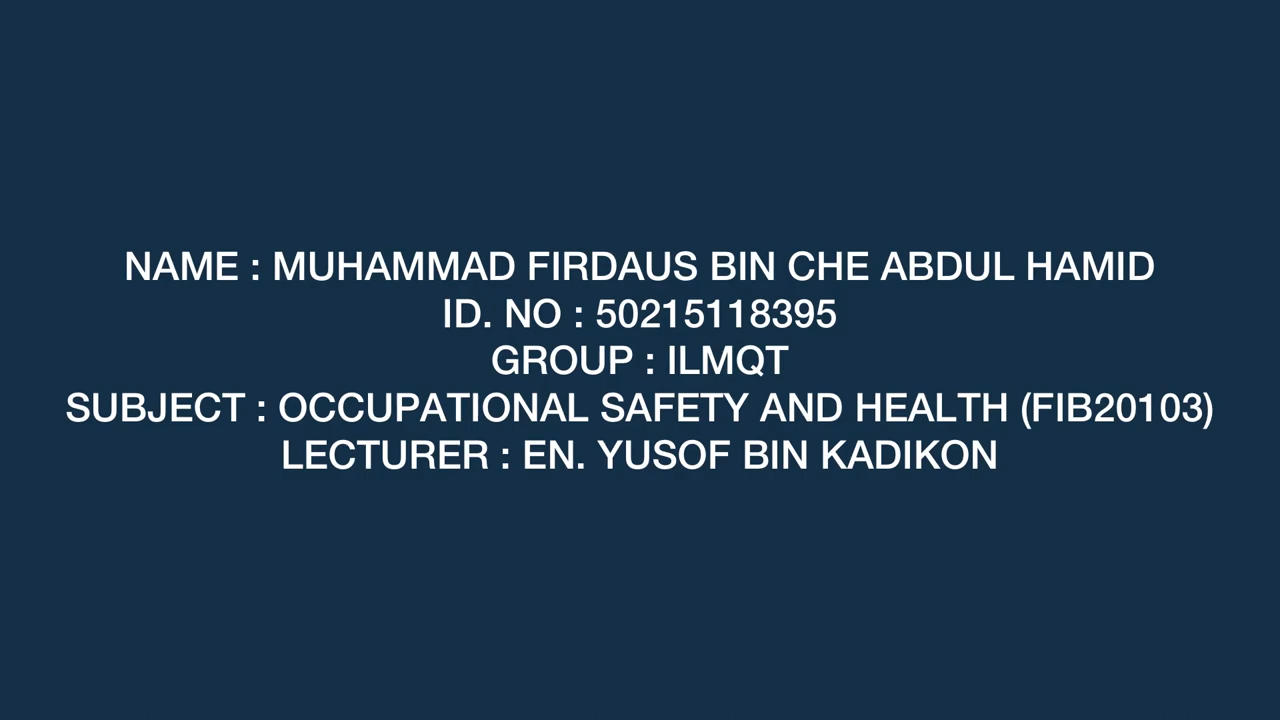 NAME : MUHAMMAD FIRDAUS BIN CHE ABDUL HAMID
ID. NO : 50215118395
GROUP : ILMQT
SUBJECT : OCCUPATIONAL SAFETY AND HEALTH (FIB20103)
LECTURER : EN. YUSOF BIN KADIKON